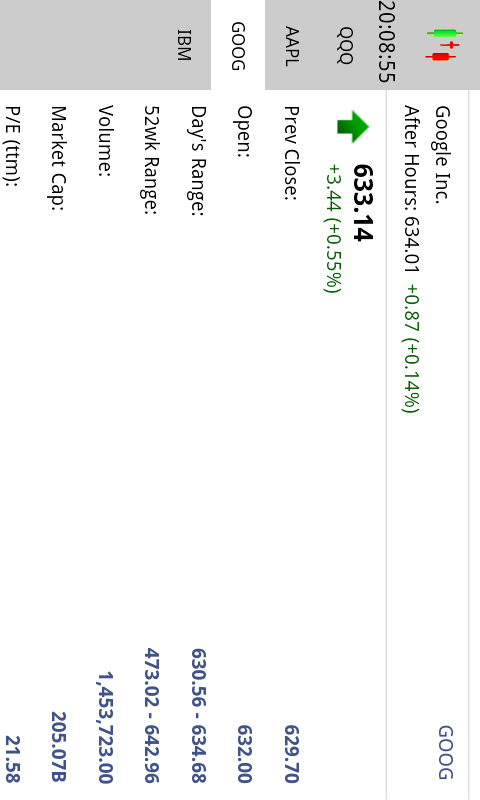 20:08:55
QQQ
AAPL
GOOG
IBM
Google Inc. GOOG
After Hours: 634.01 +0.87 (+0.14%)
633.14
+3.44 (+0.55%)
Prev Close: 629.70
Open: 632.00
Day's Range: 630.56 - 634.68
52wk Range: 473.02 - 642.96
Volume: 1,453,723.00
Market Cap: 205.07B
P/E (ttm): 21.58